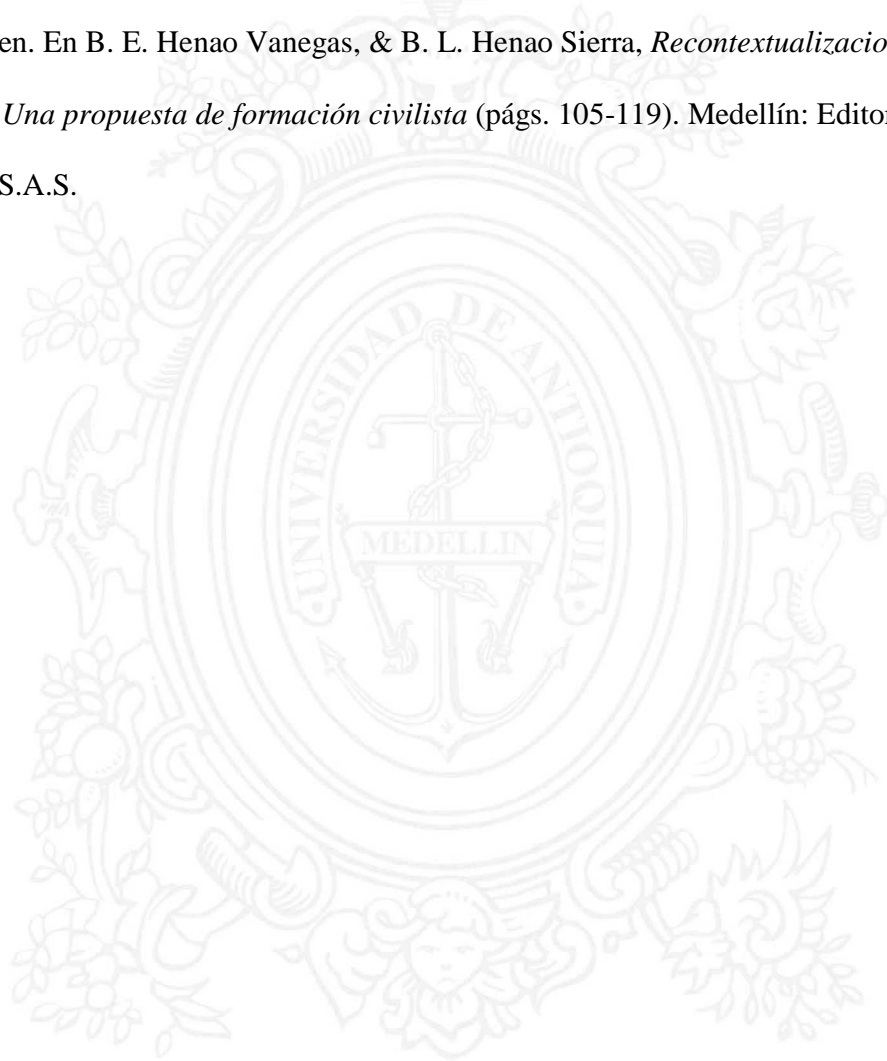 en. En B. E. Henao Vanegas, & B. L. Henao Sierra, Recontextualizacio
Una propuesta de formación civilista (págs. 105-119). Medellín: Editor
S.A.S.
UNIVERSIDAD DE ANTIOQUIA
MEDELLIN